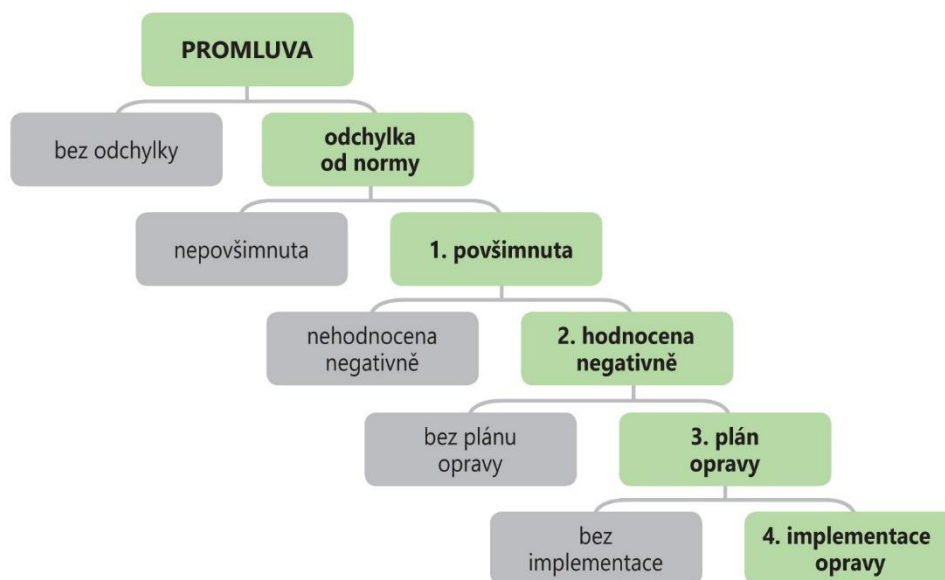 PROMLUVA
bez odchylky
odchylka
od normy
nepovšimnuta
1. povšimnuta
nehodnocena
negativně
2. hodnocena
negativně
bez plánu
opravy
3. plán
opravy
bez
implementace
4. implementace
opravy